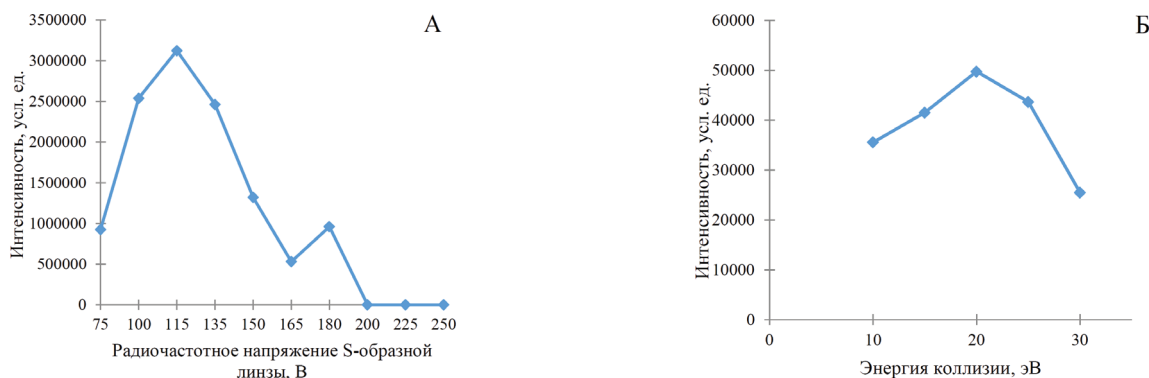 А
Интенсивность, усл. ед.
3500000
3000000
2500000
2000000
1500000
1000000
500000
0
75 100 115 135 150 165 180 200 225 250
Радиочастотное напряжение S-образной
линзы, В
Б
Интенсивность, усл. ед.
60000
50000
40000
30000
20000
10000
0
0 10 20 30
Энергия коллизии, эВ